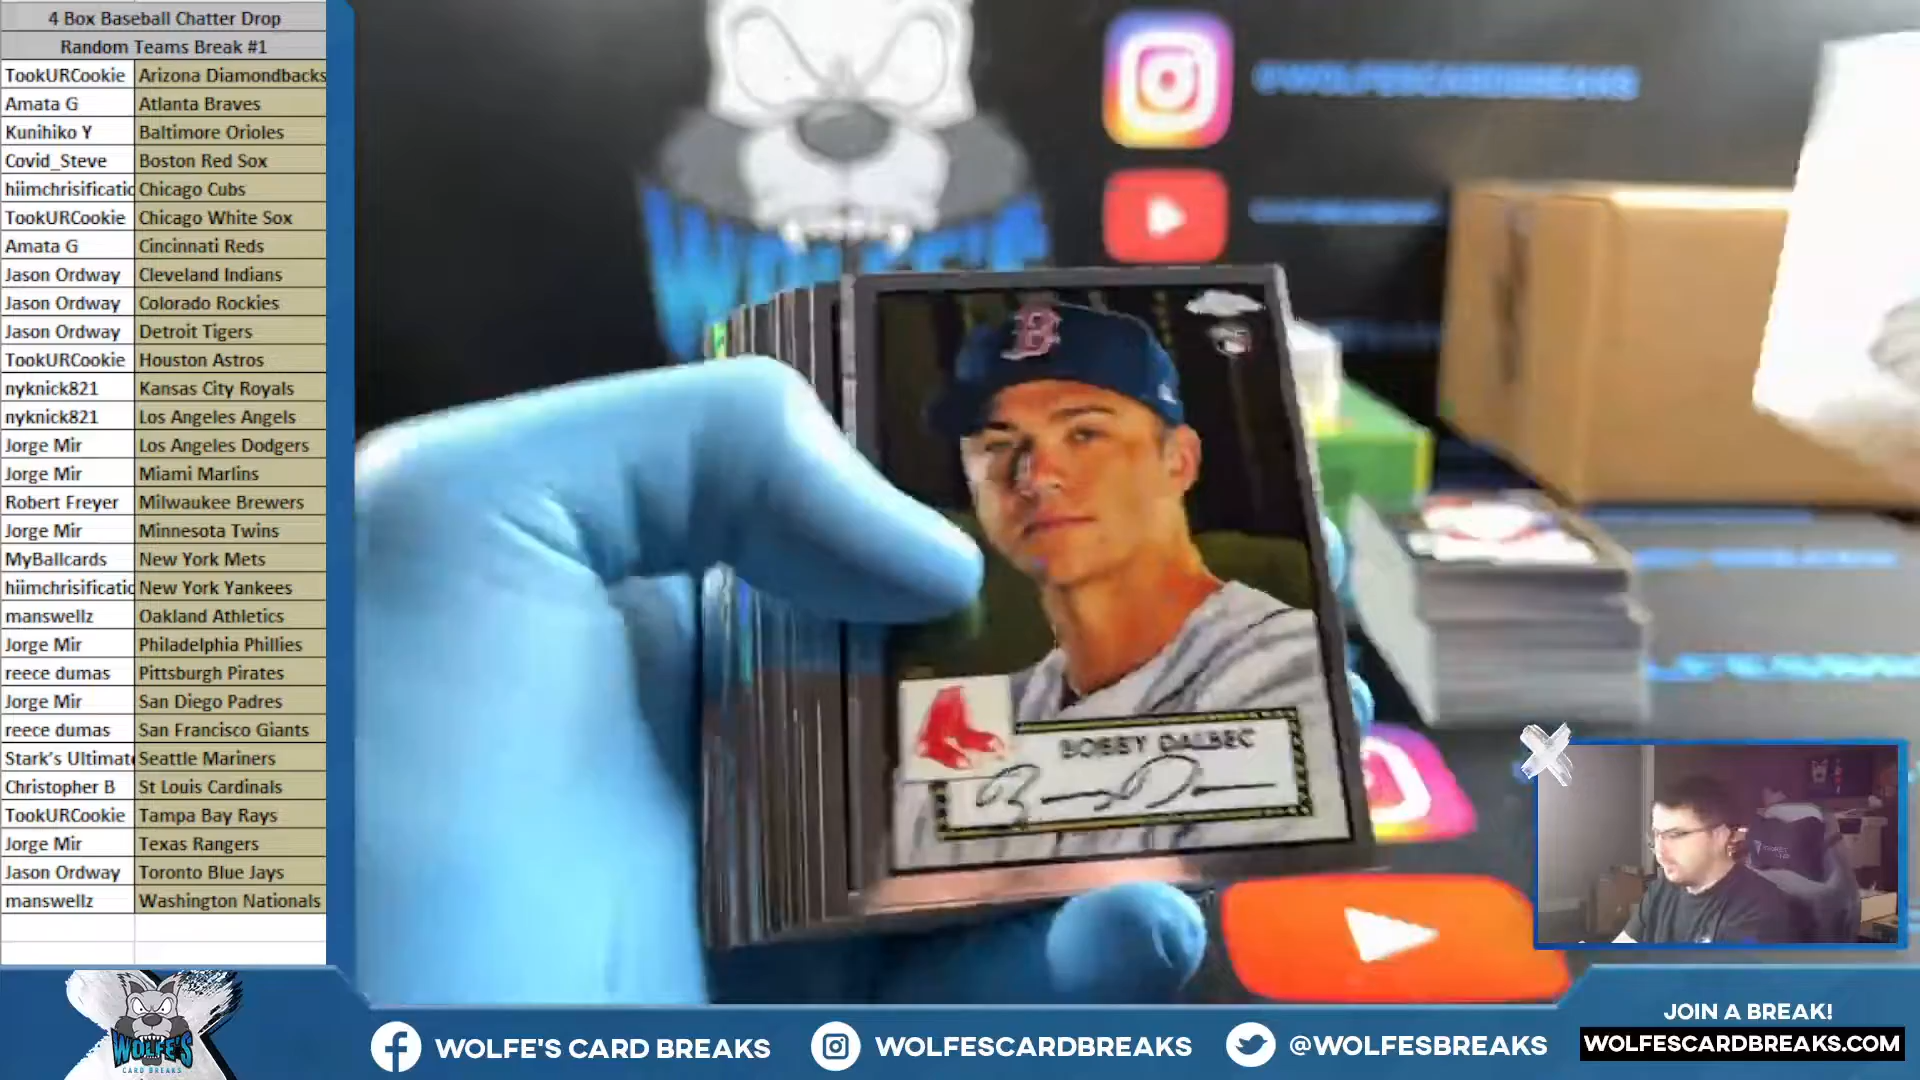 4 Box Baseball Chatter Drop
Random Teams Break #1
TookURCookie Arizona Diamondbacks
Amata G Atlanta Braves
Kunihiko Y Baltimore Orioles
Covid_Steve Boston Red Sox
hiimchrisificatic Chicago Cubs
TookURCookie Chicago White Sox
Amata G Cincinnati Reds
Jason Ordway Cleveland Indians
Jason Ordway Colorado Rockies
Jason Ordway Detroit Tigers
TookURCookie Houston Astros
nyknick821 Kansas City Royals
nyknick821 Los Angeles Angels
Jorge Mir Los Angeles Dodgers
Jorge Mir Miami Marlins
Robert Freyer Milwaukee Brewers
Jorge Mir Minnesota Twins
MyBallcards New York Mets
hiimchrisificatic New York Yankees
manswellz Oakland Athletics
Jorge Mir Philadelphia Phillies
reece dumas Pittsburgh Pirates
Jorge Mir San Diego Padres
reece dumas San Francisco Giants
Stark's Ultimat Seattle Mariners
Christopher B St Louis Cardinals
TookURCookie Tampa Bay Rays
Jorge Mir Texas Rangers
Jason Ordway Toronto Blue Jays
manswellz Washington Nationals
@WOLFESCARDBREAKS
B
BOBBY DALBEC
WOLFE'S
CARD BREAKS
WOLFE'S CARD BREAKS
WOLFESCARDBREAKS
@WOLFESBREAKS
JOIN A BREAK!
WOLFESCARDBREAKS.COM